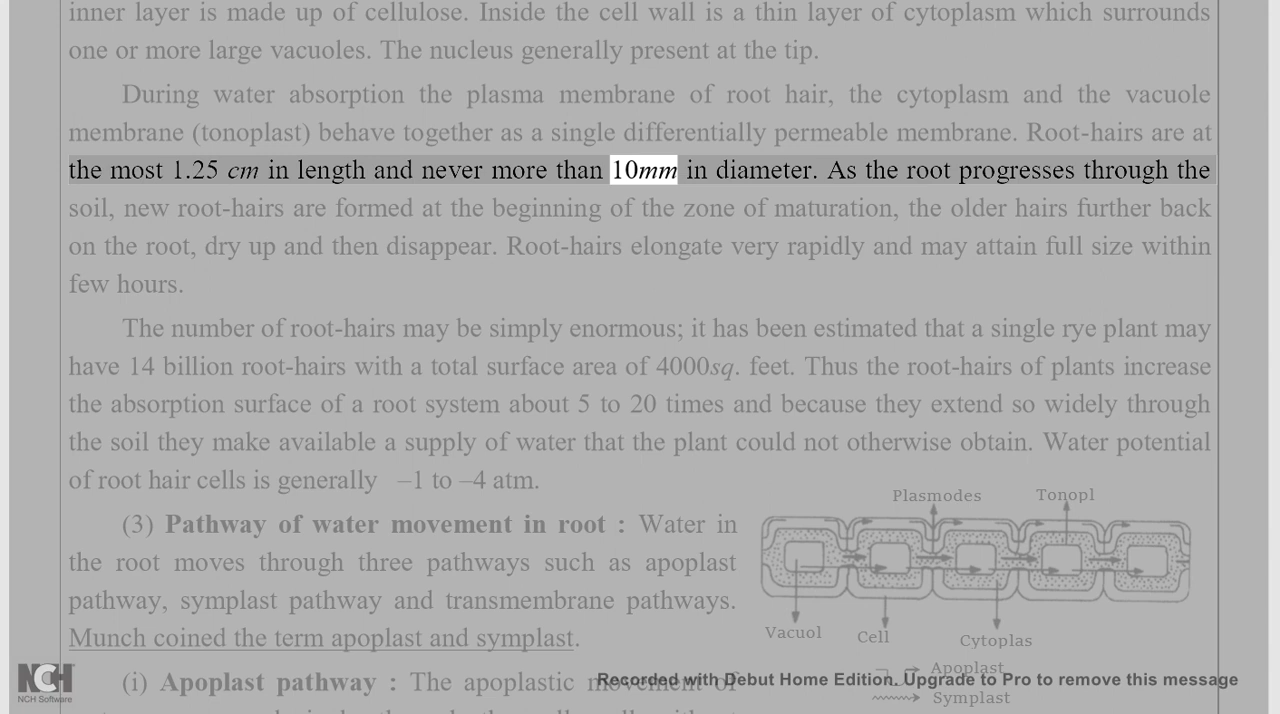 inner layer is made up of cellulose. Inside the cell wall is a thin layer of cytoplasm which surrounds
one or more large vacuoles. The nucleus generally present at the tip.
During water absorption the plasma membrane of root hair, the cytoplasm and the vacuole
membrane (tonoplast) behave together as a single differentially permeable membrane. Root-hairs are at
the most 1.25 cm in length and never more than 10mm in diameter. As the root progresses through the
soil, new root-hairs are formed at the beginning of the zone of maturation, the older hairs further back
on the root, dry up and then disappear. Root-hairs elongate very rapidly and may attain full size within
few hours.
The number of root-hairs may be simply enormous; it has been estimated that a single rye plant may
have 14 billion root-hairs with a total surface area of 4000sq. feet. Thus the root-hairs of plants increase
the absorption surface of a root system about 5 to 20 times and because they extend so widely through
the soil they make available a supply of water that the plant could not otherwise obtain. Water potential
of root hair cells is generally –1 to –4 atm.
(3) Pathway of water movement in root : Water in
the root moves through three pathways such as apoplast
pathway, symplast pathway and transmembrane pathways.
Munch coined the term apoplast and symplast.
(i) Apoplast pathway : The apoplastic movement of
Plasmodes Tonopl
Vacuol Cell Cytoplas
Apoplast
Symplast
NCH
NCH Software
Recorded with Debut Home Edition. Upgrade to Pro to remove this message